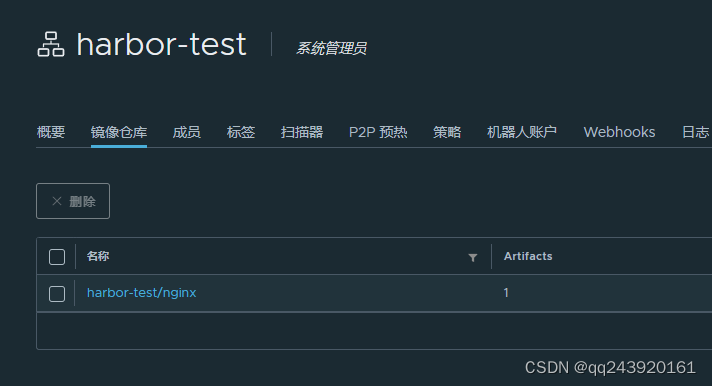 harbor-test 系统管理员
概要 镜像仓库 成员 标签 扫描器 P2P 预热 策略 机器人账户 Webhooks 日志
× 删除
名称 Artifacts
harbor-test/nginx 1
CSDN @qq243920161